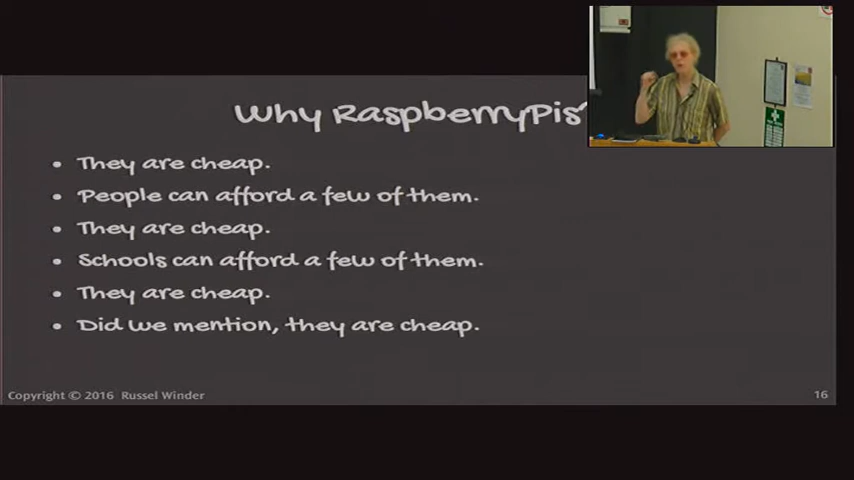 Why RaspberryPis?
• They are cheap.
• People can afford a few of them.
• They are cheap.
• Schools can afford a few of them.
• They are cheap.
• Did we mention, they are cheap.
Copyright © 2016 Russel Winder
16